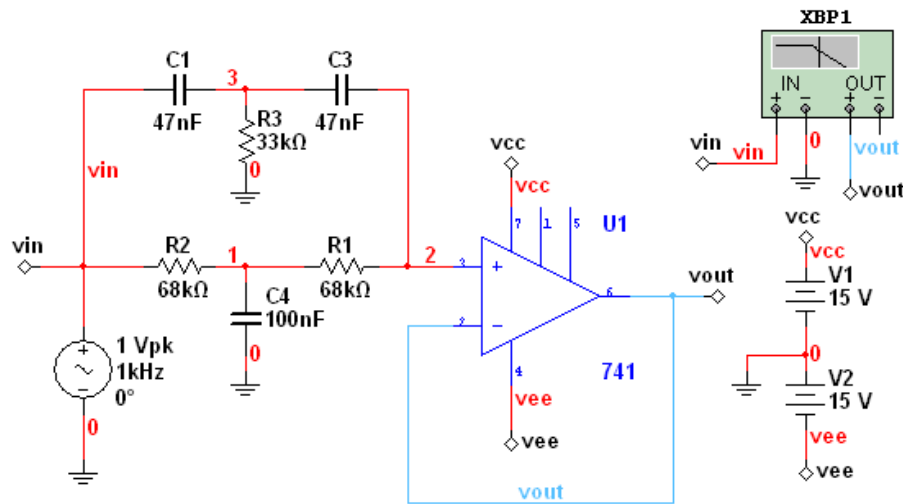 XBP1
IN OUT
+ − + −
C1
47nF
3
C3
47nF
R3
33kΩ
0
vin
vin
vin
0
vout
vout
vcc
vcc
7 1 5
U1
vin
R2
68kΩ
1
R1
68kΩ
2
3
+
2
−
6
vout
C4
100nF
0
4
741
vee
vee
vout
+
1 Vpk
~
1kHz
−
0°
0
vcc
vcc
V1
15 V
0
V2
15 V
vee
vee